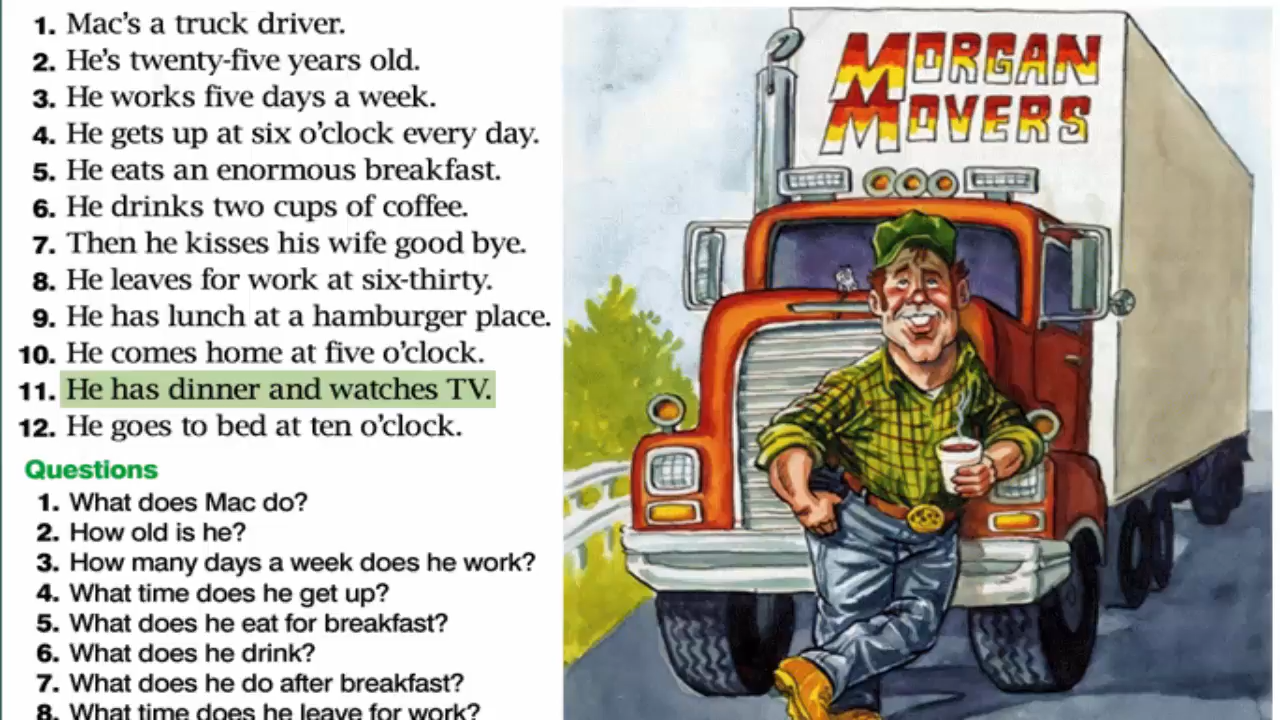 1. Mac's a truck driver.
2. He's twenty-five years old.
3. He works five days a week.
4. He gets up at six o'clock every day.
5. He eats an enormous breakfast.
6. He drinks two cups of coffee.
7. Then he kisses his wife good bye.
8. He leaves for work at six-thirty.
9. He has lunch at a hamburger place.
10. He comes home at five o'clock.
11. He has dinner and watches TV.
12. He goes to bed at ten o'clock.
Questions
1. What does Mac do?
2. How old is he?
3. How many days a week does he work?
4. What time does he get up?
5. What does he eat for breakfast?
6. What does he drink?
7. What does he do after breakfast?
8. What time does he leave for work?
MORGAN
MOVERS